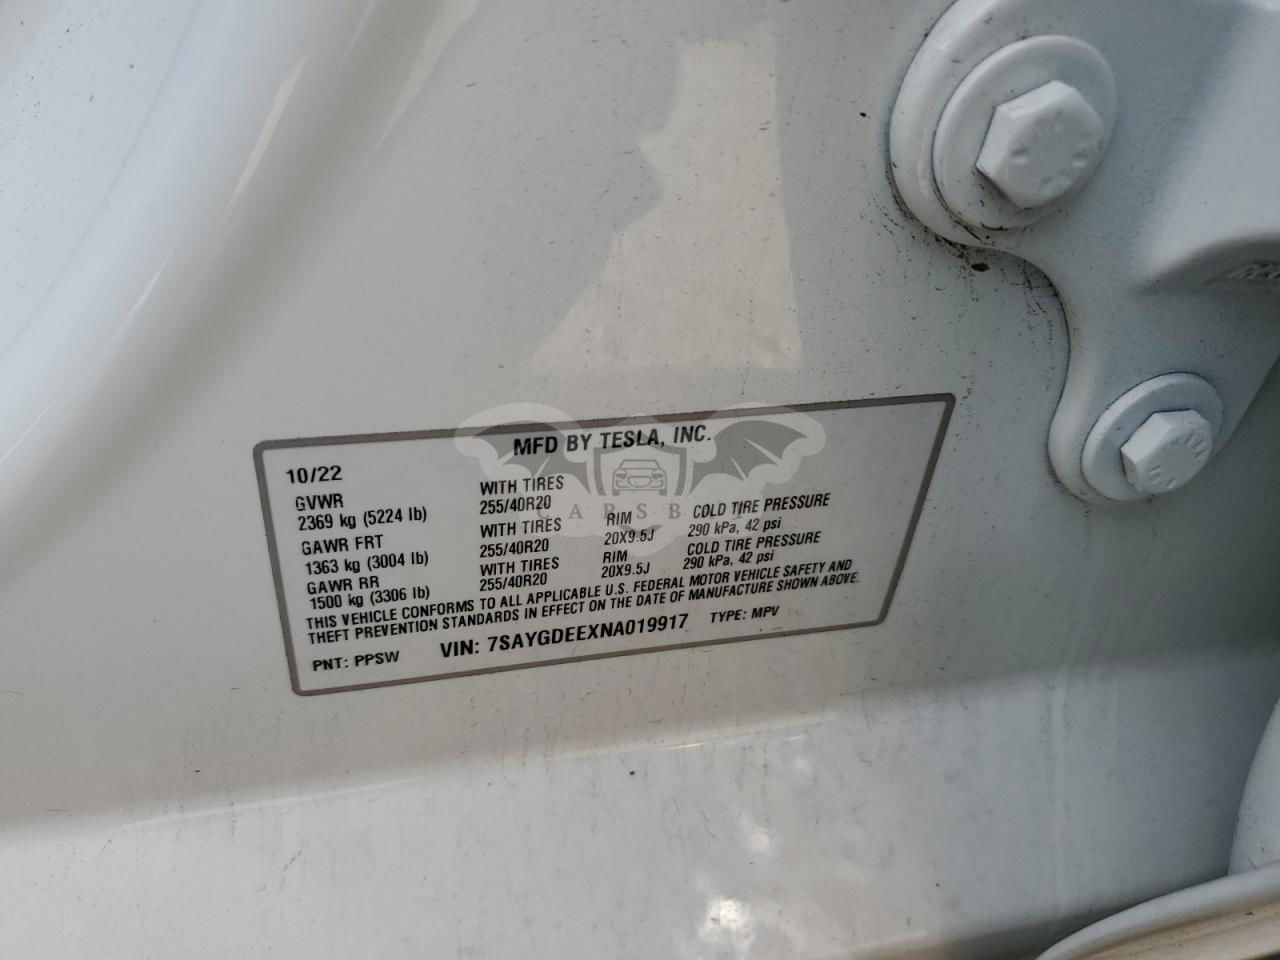 MFD BY TESLA, INC.
10/22
GVWR
2369 kg (5224 lb)
WITH TIRES
255/40R20
GAWR FRT
1363 kg (3004 lb)
WITH TIRES
255/40R20
RIM
20X9.5J
COLD TIRE PRESSURE
290 kPa, 42 psi
GAWR RR
1500 kg (3306 lb)
WITH TIRES
255/40R20
RIM
20X9.5J
COLD TIRE PRESSURE
290 kPa, 42 psi
THIS VEHICLE CONFORMS TO ALL APPLICABLE U.S. FEDERAL MOTOR VEHICLE SAFETY AND
THEFT PREVENTION STANDARDS IN EFFECT ON THE DATE OF MANUFACTURE SHOWN ABOVE.
PNT: PPSW VIN: 7SAYGDEEXNA019917 TYPE: MPV